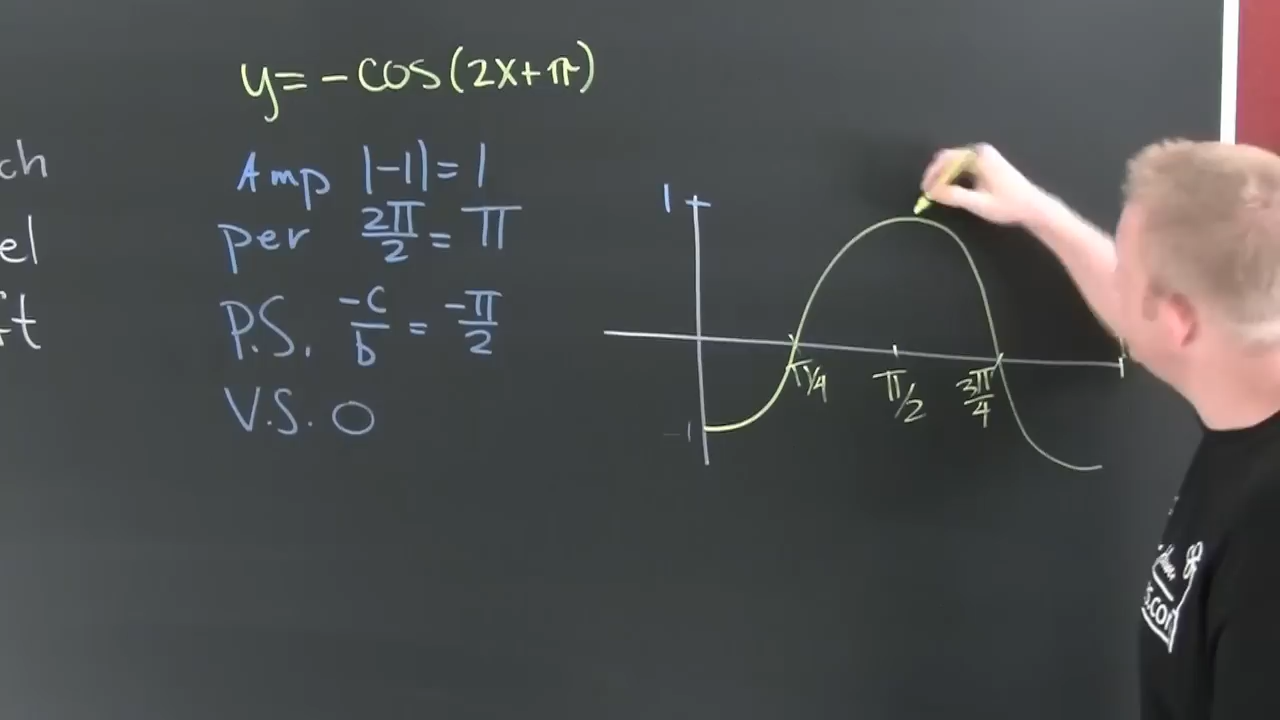 y=-cos(2x+π)
ch
el
ft
Amp |-1|=1
per 2π/2 = π
P.S. -c/b = -π/2
V.S. 0
1
-1
π/4
π/2
3π/4
s.com